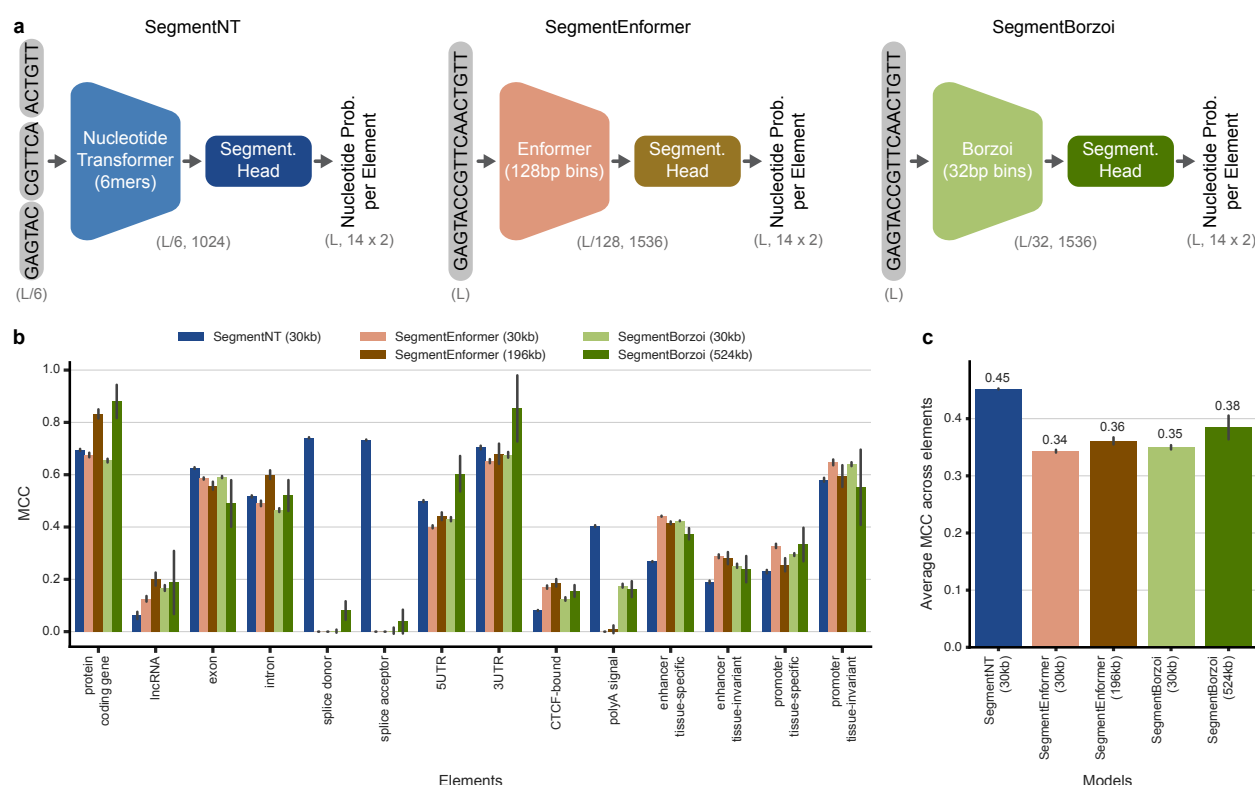 a
SegmentNT
SegmentEnformer
SegmentBorzoi
GAGTAC CGTTCA ACTGTT
Nucleotide
Transformer
(6mers)
Segment.
Head
Nucleotide Prob.
per Element
(L/6)
(L/6, 1024)
(L, 14 x 2)
GAGTACCGTTCAACTGTT
Enformer
(128bp bins)
Segment.
Head
Nucleotide Prob.
per Element
(L)
(L/128, 1536)
(L, 14 x 2)
GAGTACCGTTCAACTGTT
Borzoi
(32bp bins)
Segment.
Head
Nucleotide Prob.
per Element
(L)
(L/32, 1536)
(L, 14 x 2)
b
SegmentNT (30kb)
SegmentEnformer (30kb)
SegmentBorzoi (30kb)
SegmentEnformer (196kb)
SegmentBorzoi (524kb)
MCC
1.0
0.8
0.6
0.4
0.2
0.0
protein
coding gene
lncRNA
exon
intron
splice donor
splice acceptor
5UTR
3UTR
CTCF-bound
polyA signal
enhancer
tissue-specific
enhancer
tissue-invariant
promoter
tissue-specific
promoter
tissue-invariant
Elements
c
Average MCC across elements
0.4
0.3
0.2
0.1
0.0
0.45
0.34
0.36
0.35
0.38
SegmentNT
(30kb)
SegmentEnformer
(30kb)
SegmentEnformer
(196kb)
SegmentBorzoi
(30kb)
SegmentBorzoi
(524kb)
Models